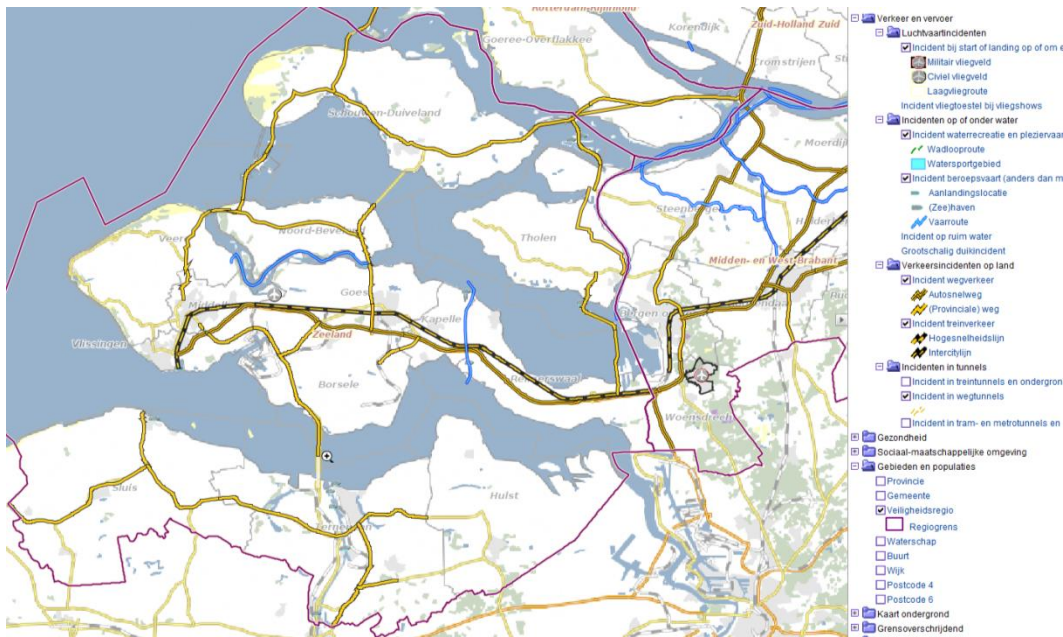 Rotterdam-Rijnmond
Zuid-Holland Zuid
Korendijk
Goeree-Overflakkee
Cromstrijen
Schouwen-Duiveland
Moerdijk
Steenbergen
Noord-Beveland
Veere
Tholen
Midden- en West-Brabant
Goes
Kapelle
Middelburg
Bergen op
Vlissingen
Zeeland
Reimerswaal
Borsele
Woensdrecht
Sluis
Hulst
Terneuzen
Verkeer en vervoer
Luchtvaartincidenten
Incident bij start of landing op of om e
Militair vliegveld
Civiel vliegveld
Laagvliegroute
Incident vliegtoestel bij vliegshows
Incidenten op of onder water
Incident waterrecreatie en pleziervaar
Wadlooproute
Watersportgebied
Incident beroepsvaart (anders dan m
Aanlandingslocatie
(Zee)haven
Vaarroute
Incident op ruim water
Grootschalig duikincident
Verkeersincidenten op land
Incident wegverkeer
Autosnelweg
(Provinciale) weg
Incident treinverkeer
Hogesnelheidslijn
Intercitylijn
Incidenten in tunnels
Incident in treintunnels en ondergron
Incident in wegtunnels
Incident in tram- en metrotunnels en
Gezondheid
Sociaal-maatschappelijke omgeving
Gebieden en populaties
Provincie
Gemeente
Veiligheidsregio
Regiogrens
Waterschap
Buurt
Wijk
Postcode 4
Postcode 6
Kaart ondergrond
Grensoverschrijdend